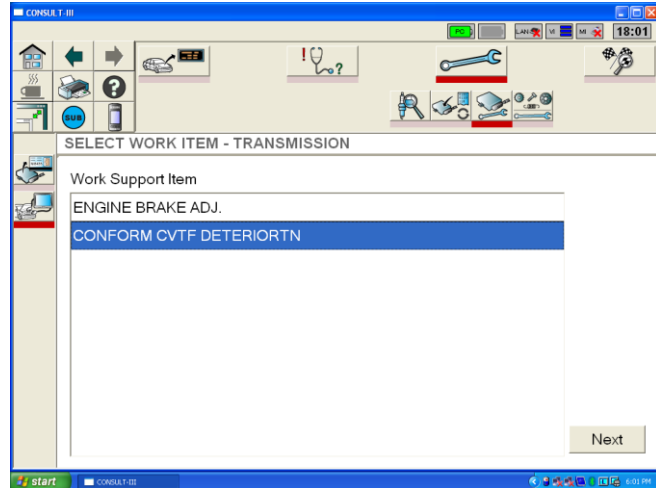 CONSULT-III
PC LAN VI MI 18:01
! ?
?
SUB
SELECT WORK ITEM - TRANSMISSION
Work Support Item
ENGINE BRAKE ADJ.
CONFORM CVTF DETERIORTN
Next
start CONSULT-III 6:01 PM